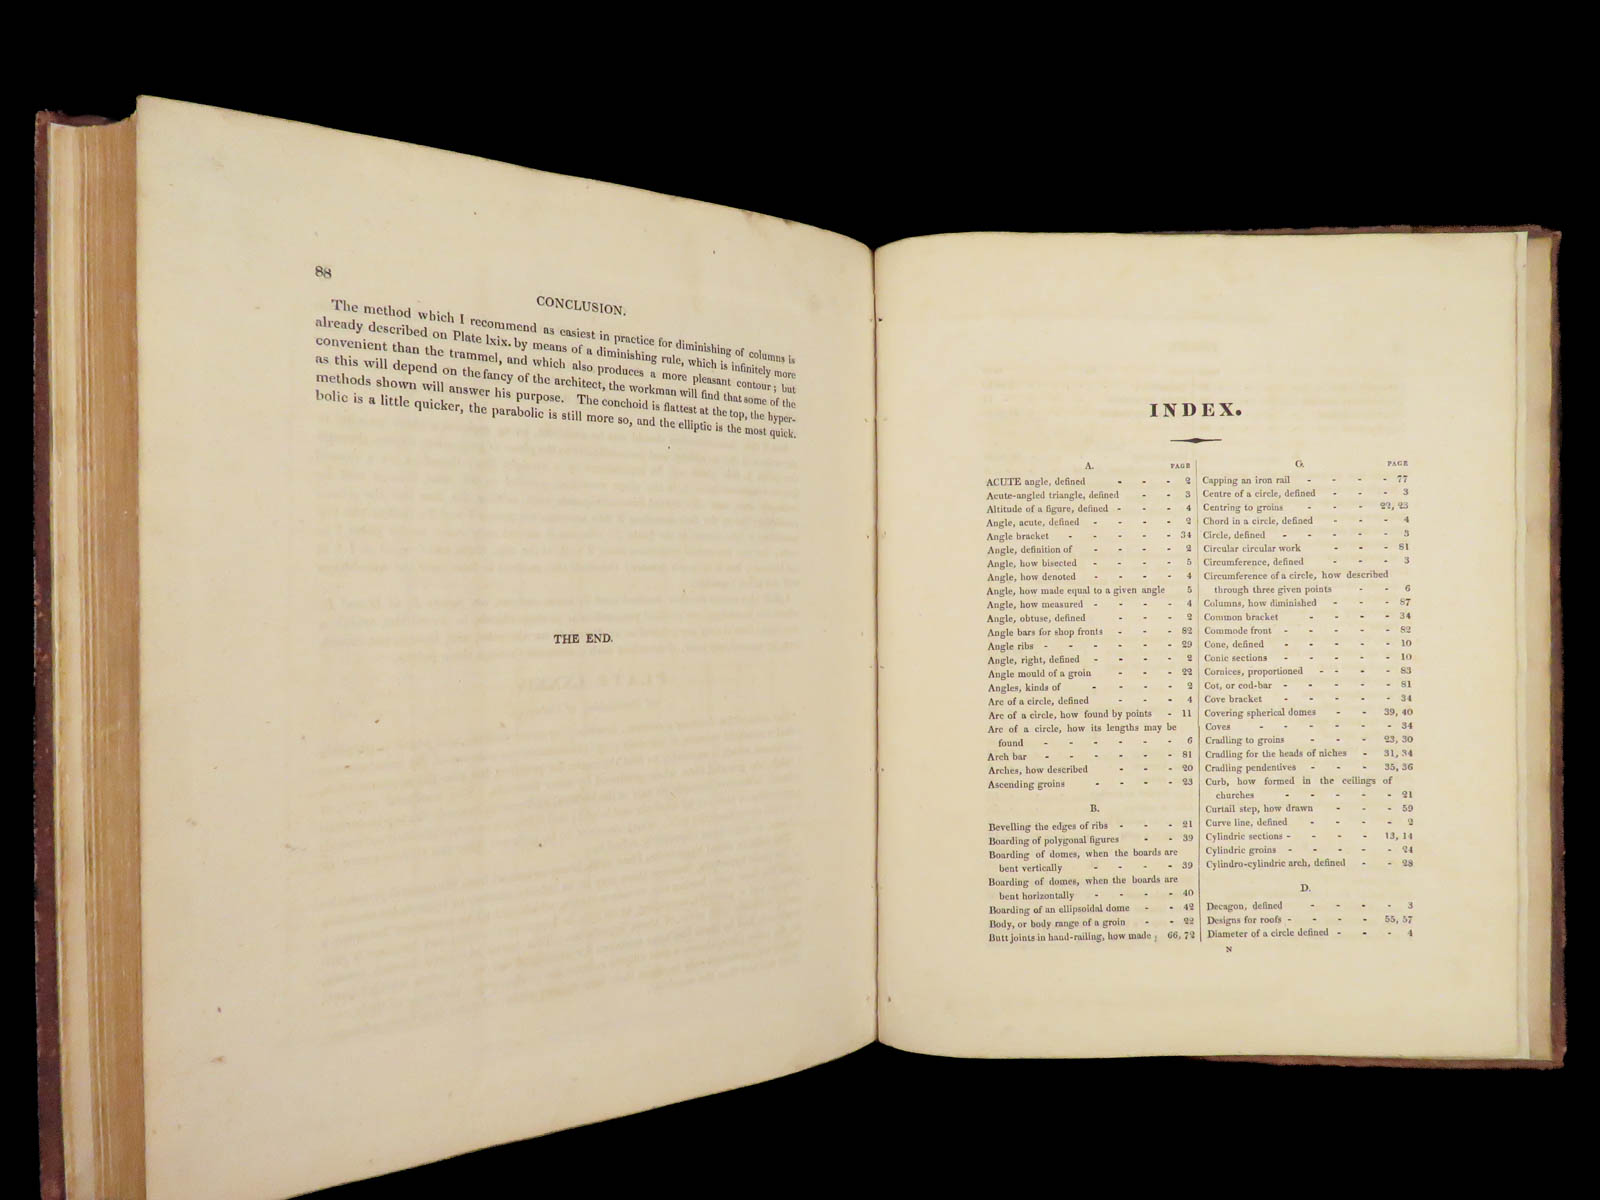 88
CONCLUSION.
The method which I recommend as easiest in practice for diminishing of columns is
already described on Plate lxix. by means of a diminishing rule, which is infinitely more
convenient than the trammel, and which also produces a more pleasant contour; but
as this will depend on the fancy of the architect, the workman will find that some of the
methods shown will answer his purpose. The conchoid is flattest at the top, the hyper-
bolic is a little quicker, the parabolic is still more so, and the elliptic is the most quick.
THE END.
INDEX.
A. PAGE
ACUTE angle, defined - - - 2
Acute-angled triangle, defined - - 3
Altitude of a figure, defined - - - 4
Angle, acute, defined - - - - 2
Angle bracket - - - - - 34
Angle, definition of - - - - 2
Angle, how bisected - - - - 5
Angle, how denoted - - - - 4
Angle, how made equal to a given angle 5
Angle, how measured - - - - 4
Angle, obtuse, defined - - - 2
Angle bars for shop fronts - - - 82
Angle ribs - - - - - - 29
Angle, right, defined - - - - 2
Angle mould of a groin - - - 22
Angles, kinds of - - - - 2
Arc of a circle, defined - - - 4
Arc of a circle, how found by points - 11
Arc of a circle, how its lengths may be
found - - - - - - 6
Arch bar - - - - - - 81
Arches, how described - - - 20
Ascending groins - - - - 23
B.
Bevelling the edges of ribs - - - 21
Boarding of polygonal figures - - 39
Boarding of domes, when the boards are
bent vertically - - - - 39
Boarding of domes, when the boards are
bent horizontally - - - - 40
Boarding of an ellipsoidal dome - - 42
Body, or body range of a groin - - 22
Butt joints in hand-railing, how made ; 66, 72
C. PAGE
Capping an iron rail - - - - 77
Centre of a circle, defined - - - 3
Centring to groins - - - 22, 23
Chord in a circle, defined - - - 4
Circle, defined - - - - - 3
Circular circular work - - - 81
Circumference, defined - - - 3
Circumference of a circle, how described
through three given points - - 6
Columns, how diminished - - - 87
Common bracket - - - - 34
Commode front - - - - - 82
Cone, defined - - - - - 10
Conic sections - - - - - 10
Cornices, proportioned - - - - 83
Cot, or cod-bar - - - - - 81
Cove bracket - - - - - 34
Covering spherical domes - - 39, 40
Coves - - - - - - 34
Cradling to groins - - - 23, 30
Cradling for the heads of niches - 31, 34
Cradling pendentives - - - 35, 36
Curb, how formed in the ceilings of
churches - - - - - 21
Curtail step, how drawn - - - 59
Curve line, defined - - - - 2
Cylindric sections - - - - 13, 14
Cylindric groins - - - - - 24
Cylindro-cylindric arch, defined - - 28
D.
Decagon, defined - - - - 3
Designs for roofs - - - - 55, 57
Diameter of a circle defined - - - 4
N